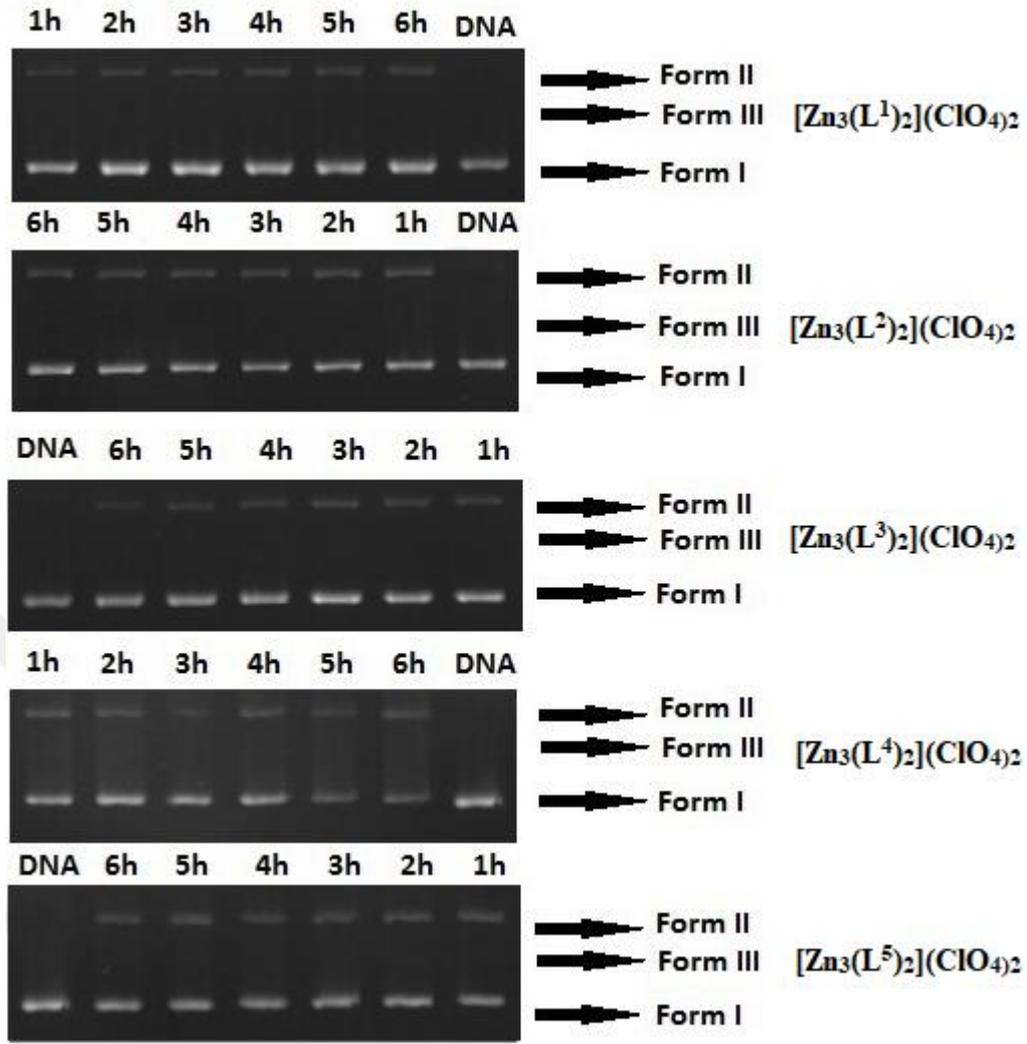 1h 2h 3h 4h 5h 6h DNA
Form II
Form III [Zn₃(L¹)₂](ClO₄)₂
Form I
6h 5h 4h 3h 2h 1h DNA
Form II
Form III [Zn₃(L²)₂](ClO₄)₂
Form I
DNA 6h 5h 4h 3h 2h 1h
Form II
Form III [Zn₃(L³)₂](ClO₄)₂
Form I
1h 2h 3h 4h 5h 6h DNA
Form II
Form III [Zn₃(L⁴)₂](ClO₄)₂
Form I
DNA 6h 5h 4h 3h 2h 1h
Form II
Form III [Zn₃(L⁵)₂](ClO₄)₂
Form I